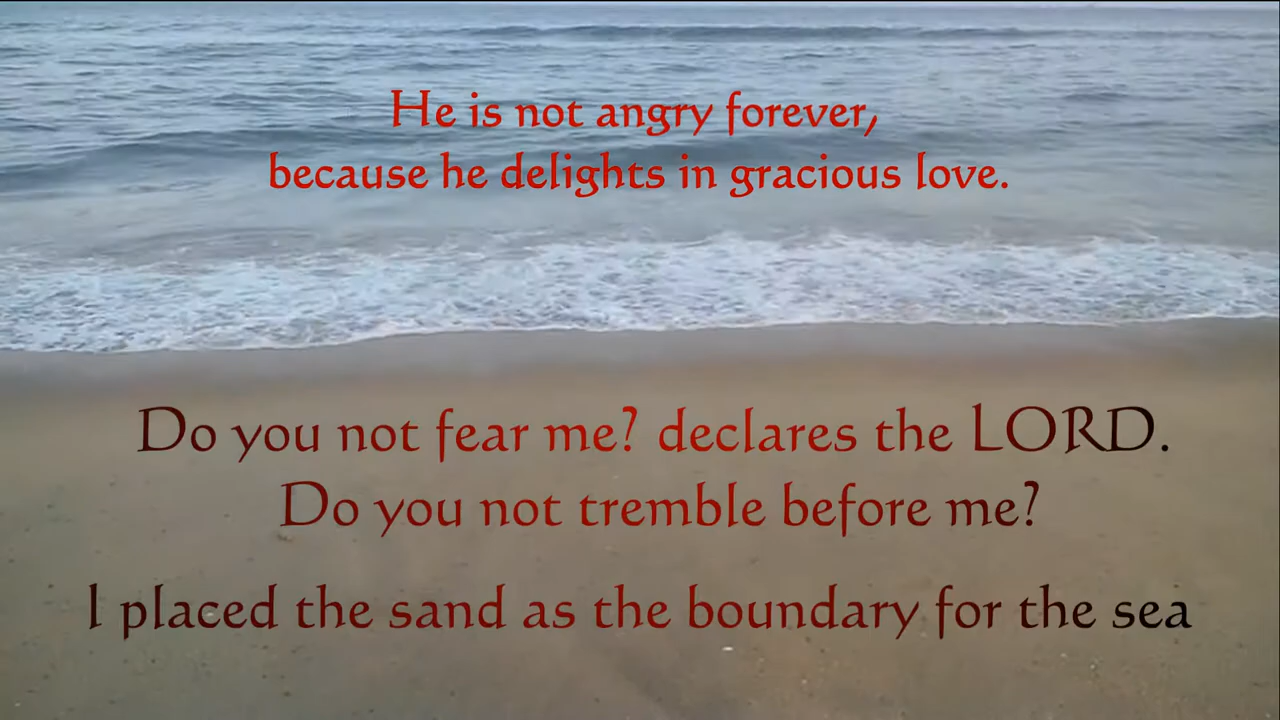 He is not angry forever,
because he delights in gracious love.
Do you not fear me? declares the LORD.
Do you not tremble before me?
I placed the sand as the boundary for the sea